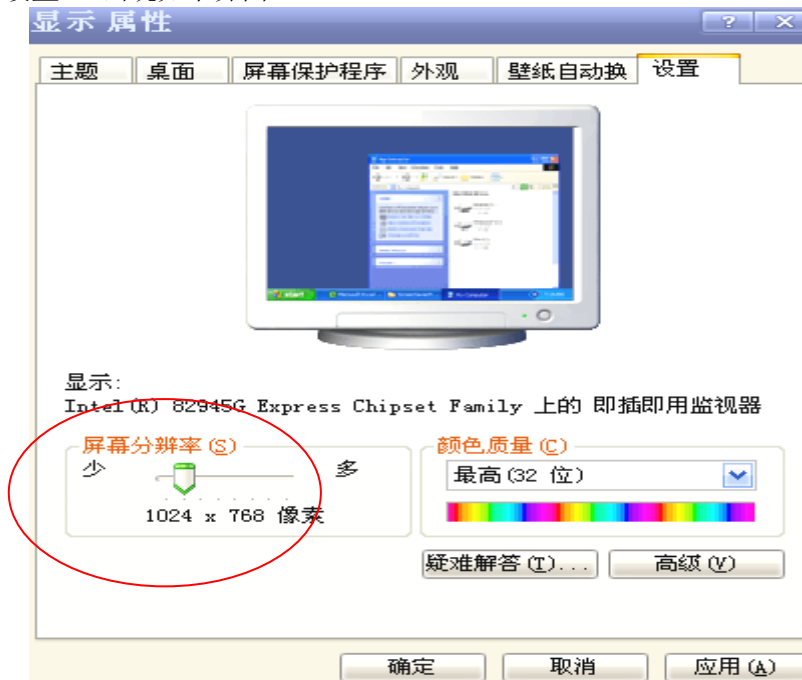 显示 属性
主题 桌面 屏幕保护程序 外观 壁纸自动换 设置
显示:
Intel(R) 82945G Express Chipset Family 上的 即插即用监视器
屏幕分辨率(S) 颜色质量(C)
少 多 最高(32 位)
1024 x 768 像素
疑难解答(T)... 高级(V)
确定 取消 应用(A)